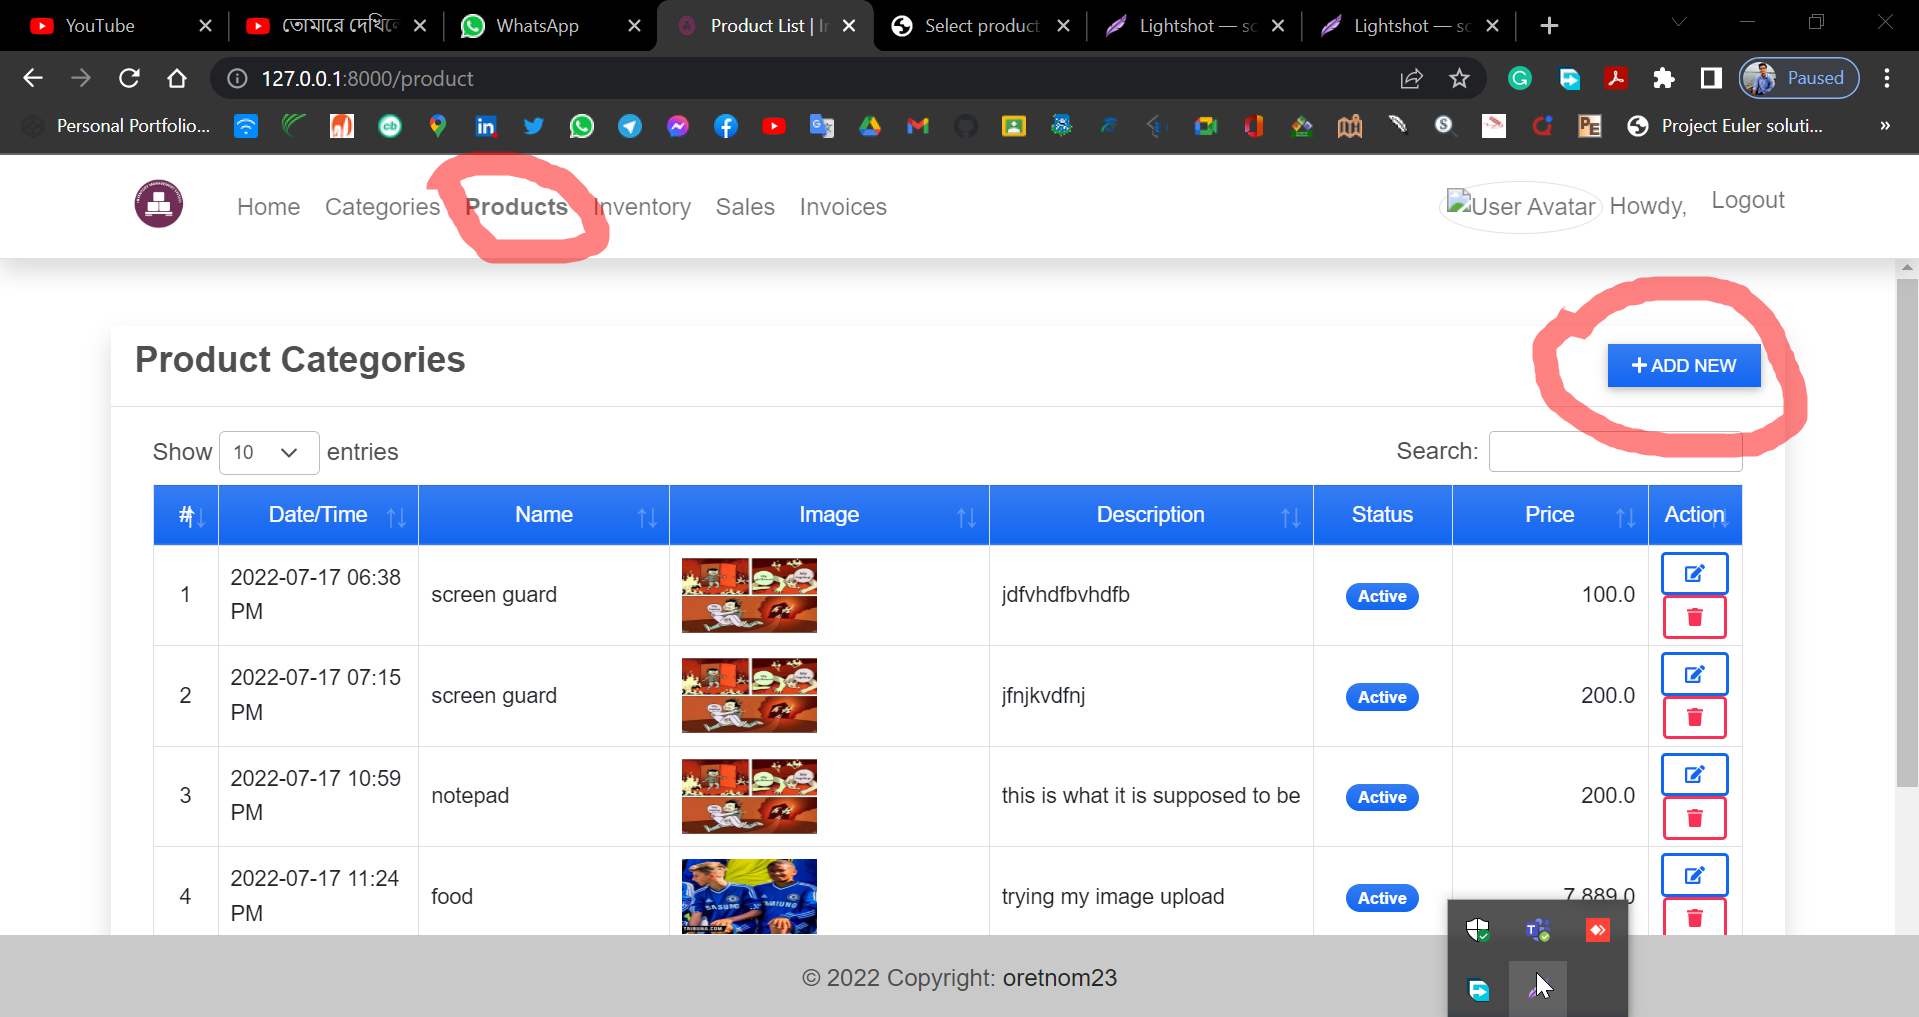 YouTube
তোমারে দেখিলে
WhatsApp
Product List | In
Select product
Lightshot — sc
Lightshot — sc
127.0.0.1:8000/product
Paused
Personal Portfolio...
Project Euler soluti...
Home
Categories
Products
Inventory
Sales
Invoices
User Avatar
Howdy,
Logout
Product Categories
ADD NEW
Show 10 entries
Search:
# Date/Time Name Image Description Status Price Action
1 2022-07-17 06:38 PM screen guard jdfvhdfbvhdfb Active 100.0
2 2022-07-17 07:15 PM screen guard jfnjkvdfnj Active 200.0
3 2022-07-17 10:59 PM notepad this is what it is supposed to be Active 200.0
4 2022-07-17 11:24 PM food trying my image upload Active 7,889.0
SAMSUNG
TRIBUNA.COM
© 2022 Copyright: oretnom23